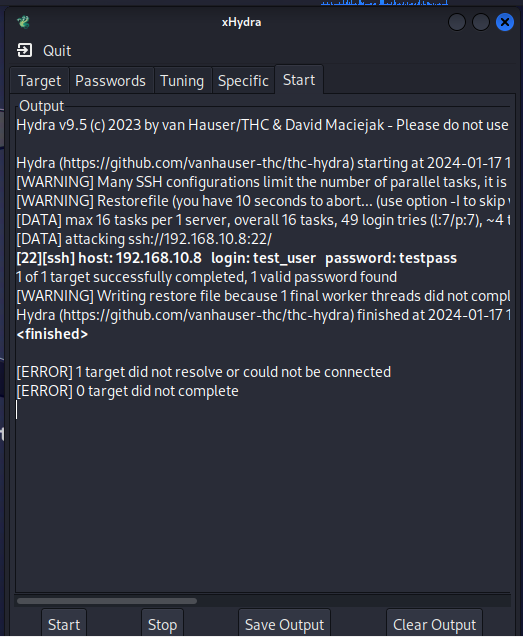 xHydra
Quit
Target Passwords Tuning Specific Start
Output
Hydra v9.5 (c) 2023 by van Hauser/THC & David Maciejak - Please do not use
Hydra (https://github.com/vanhauser-thc/thc-hydra) starting at 2024-01-17 1
[WARNING] Many SSH configurations limit the number of parallel tasks, it is
[WARNING] Restorefile (you have 10 seconds to abort... (use option -I to skip
[DATA] max 16 tasks per 1 server, overall 16 tasks, 49 login tries (l:7/p:7), ~4 t
[DATA] attacking ssh://192.168.10.8:22/
[22][ssh] host: 192.168.10.8 login: test_user password: testpass
1 of 1 target successfully completed, 1 valid password found
[WARNING] Writing restore file because 1 final worker threads did not compl
Hydra (https://github.com/vanhauser-thc/thc-hydra) finished at 2024-01-17 1
<finished>
[ERROR] 1 target did not resolve or could not be connected
[ERROR] 0 target did not complete
Start Stop Save Output Clear Output